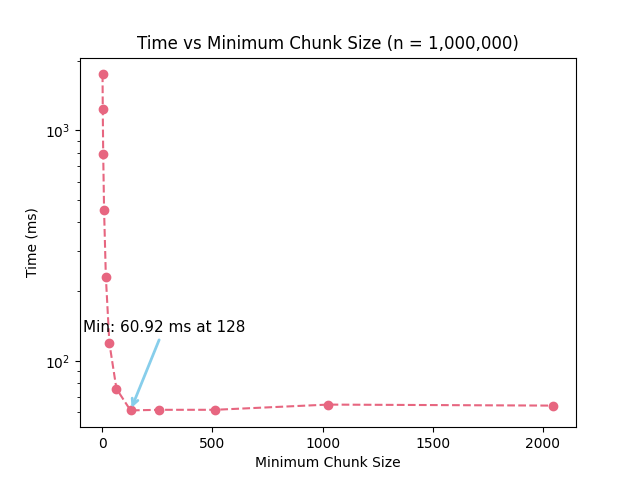 Time vs Minimum Chunk Size (n = 1,000,000)
Time (ms)
10³
10²
Min: 60.92 ms at 128
0 500 1000 1500 2000
Minimum Chunk Size